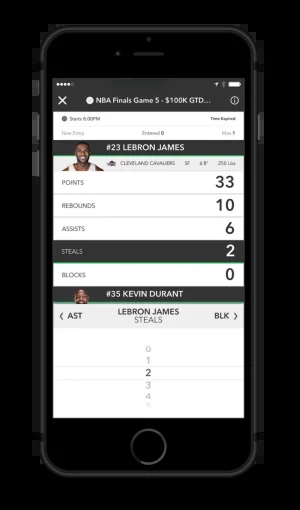 NBA Finals Game 5 - $100K GTD...
Starts 8:00PM Time Expired
New Entry Entered 0 Max 1
#23 LEBRON JAMES
CLEVELAND CAVALIERS SF 6'8" 250 Lbs
POINTS 33
REBOUNDS 10
ASSISTS 6
STEALS 2
BLOCKS 0
#35 KEVIN DURANT
AST LEBRON JAMES BLK
STEALS
0
1
2
3
4
5